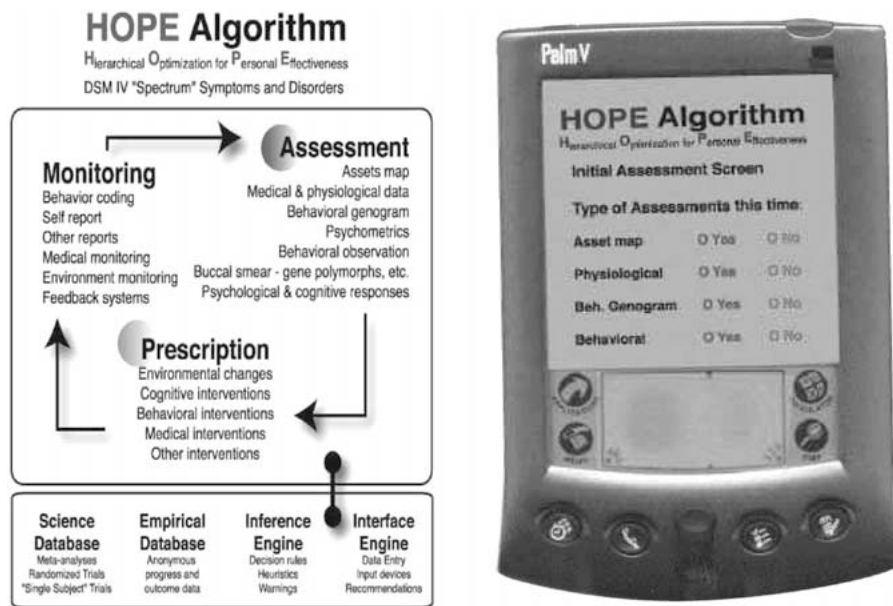 HOPE Algorithm
Hierarchical Optimization for Personal Effectiveness
DSM IV "Spectrum" Symptoms and Disorders
Monitoring
Behavior coding
Self report
Other reports
Medical monitoring
Environment monitoring
Feedback systems
Assessment
Assets map
Medical & physiological data
Behavioral genogram
Psychometrics
Behavioral observation
Buccal smear - gene polymorphs, etc.
Psychological & cognitive responses
Prescription
Environmental changes
Cognitive interventions
Behavioral interventions
Medical interventions
Other interventions
Science
Database
Meta-analyses
Randomized Trials
"Single Subject" Trials
Empirical
Database
Anonymous
progress and
outcome data
Inference
Engine
Decision rules
Heuristics
Warnings
Interface
Engine
Data Entry
Input devices
Recommendations
Palm V
HOPE Algorithm
Hierarchical Optimization for Personal Effectiveness
Initial Assessment Screen
Type of Assessments this time:
Asset map O Yes O No
Physiological O Yes O No
Beh. Genogram O Yes O No
Behavioral O Yes O No